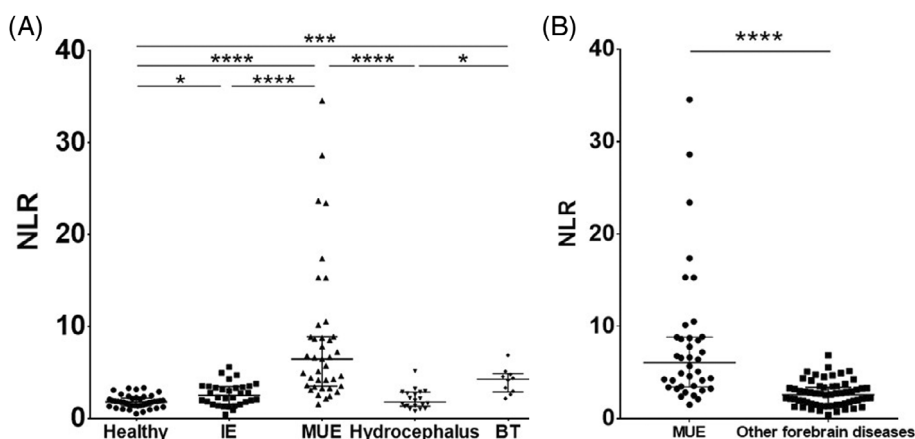 (A)
NLR
40
30
20
10
0
***
****
****
*
*
****
Healthy IE MUE Hydrocephalus BT
(B)
NLR
40
30
20
10
0
****
MUE Other forebrain diseases